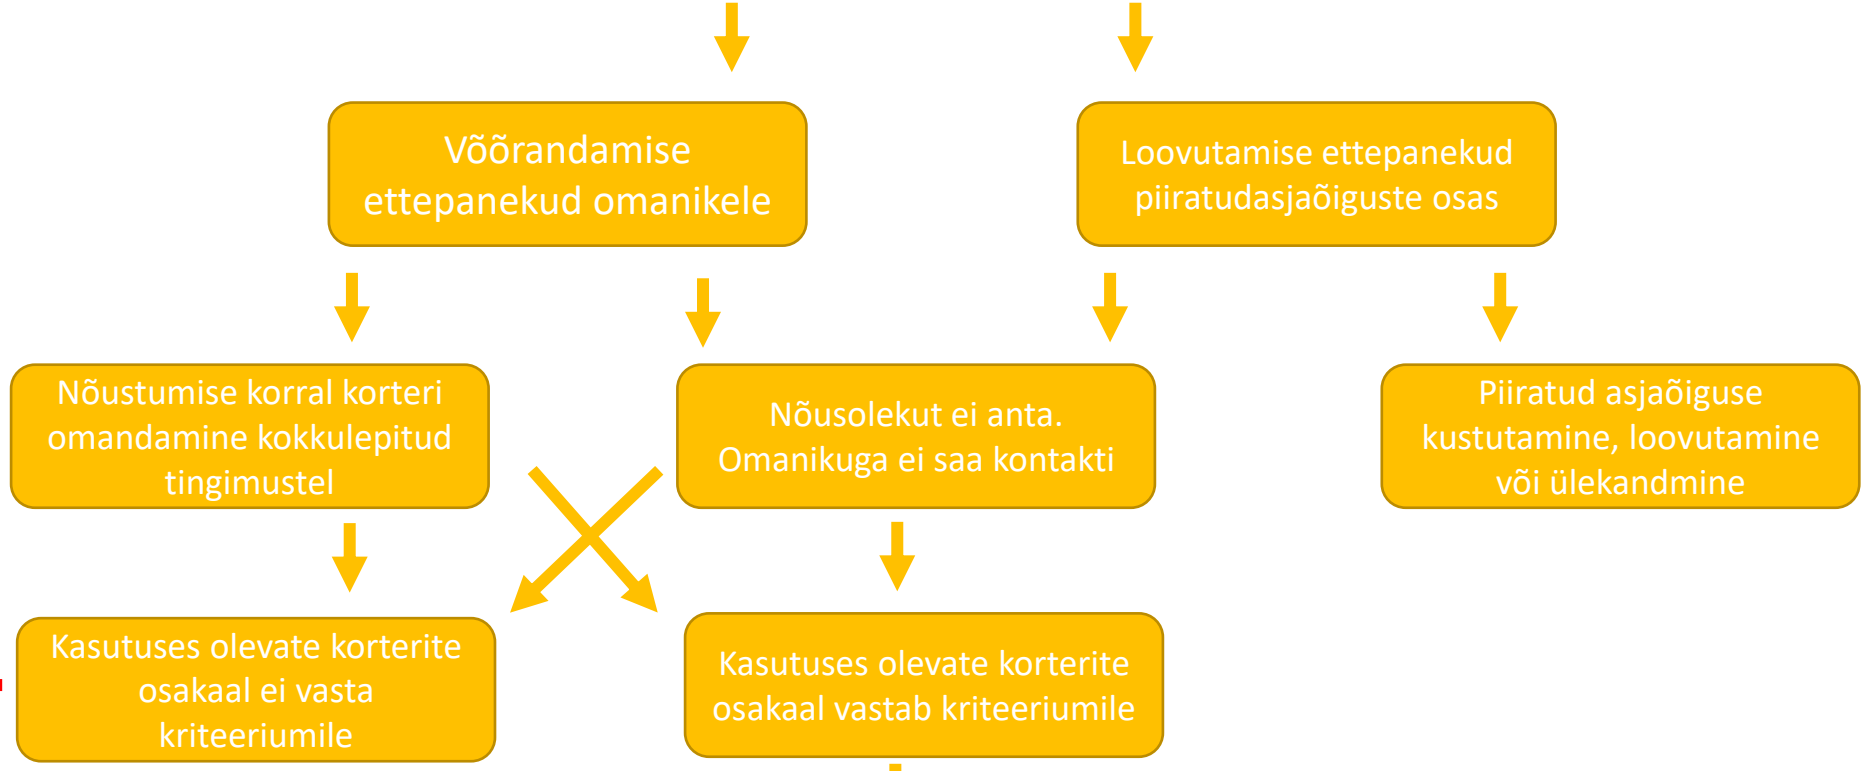 Võõrandamise
ettepanekud omanikele
Loovutamise ettepanekud
piiratudasjaõiguste osas
Nõustumise korral korteri
omandamine kokkulepitud
tingimustel
Nõusolekut ei anta.
Omanikuga ei saa kontakti
Piiratud asjaõiguse
kustutamine, loovutamine
või ülekandmine
Kasutuses olevate korterite
osakaal ei vasta
kriteeriumile
Kasutuses olevate korterite
osakaal vastab kriteeriumile